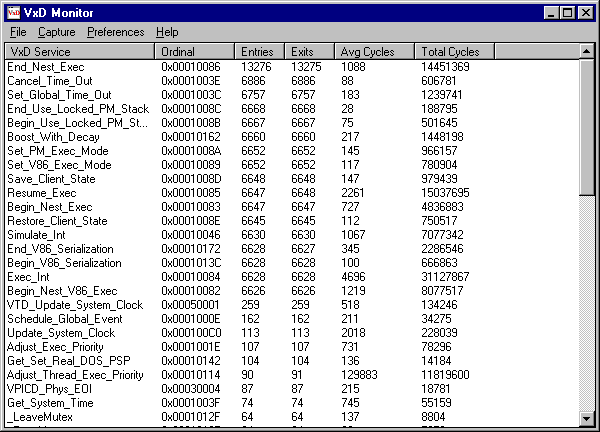 VxD VxD Monitor
File Capture Preferences Help
VxD Service Ordinal Entries Exits Avg Cycles Total Cycles
End_Nest_Exec 0x00010086 13276 13275 1088 14451369
Cancel_Time_Out 0x0001003E 6886 6886 88 606781
Set_Global_Time_Out 0x0001003C 6757 6757 183 1239741
End_Use_Locked_PM_Stack 0x0001008C 6668 6668 28 188795
Begin_Use_Locked_PM_St... 0x0001008B 6667 6667 75 501645
Boost_With_Decay 0x00010162 6660 6660 217 1448198
Set_PM_Exec_Mode 0x0001008A 6652 6652 145 966157
Set_V86_Exec_Mode 0x00010089 6652 6652 117 780904
Save_Client_State 0x0001008D 6648 6648 147 979439
Resume_Exec 0x00010085 6647 6647 2261 15037695
Begin_Nest_Exec 0x00010083 6647 6647 727 4836883
Restore_Client_State 0x0001008E 6645 6645 112 750517
Simulate_Int 0x00010046 6630 6630 1067 7077342
End_V86_Serialization 0x00010172 6628 6627 345 2286546
Begin_V86_Serialization 0x0001013C 6628 6628 100 666863
Exec_Int 0x00010084 6628 6628 4696 31127867
Begin_Nest_V86_Exec 0x00010082 6626 6626 1219 8077517
VTD_Update_System_Clock 0x00050001 259 259 518 134246
Schedule_Global_Event 0x0001000E 162 162 211 34275
Update_System_Clock 0x000100C0 113 113 2018 228039
Adjust_Exec_Priority 0x0001001E 107 107 731 78296
Get_Set_Real_DOS_PSP 0x00010142 104 104 136 14184
Adjust_Thread_Exec_Priority 0x00010114 90 91 129883 11819600
VPICD_Phys_EOI 0x00030004 87 87 215 18781
Get_System_Time 0x0001003F 74 74 745 55159
_LeaveMutex 0x0001012F 64 64 137 8804